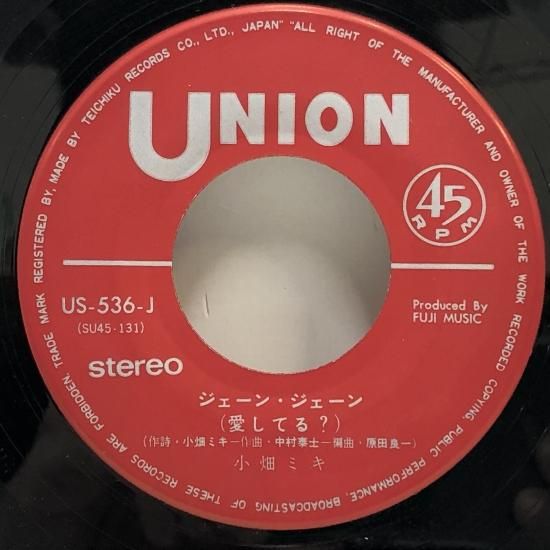 UNION
45
RPM
US-536-J
(SU45-131)
Produced By
FUJI MUSIC
stereo
ジェーン・ジェーン
(愛してる?)
(作詩・小畑ミキ—作曲・中村泰士—編曲・原田良一)
小畑ミキ
TRADE MARK REGISTERED BY, MADE BY TEICHIKU RECORDS CO., LTD., JAPAN" "ALL RIGHT OF THE MANUFACTURER AND OWNER OF THE WORK RECORDED COPYING, PUBLIC PERFORMANCE, BROADCASTING OF THESE RECORDS ARE FORBIDDEN